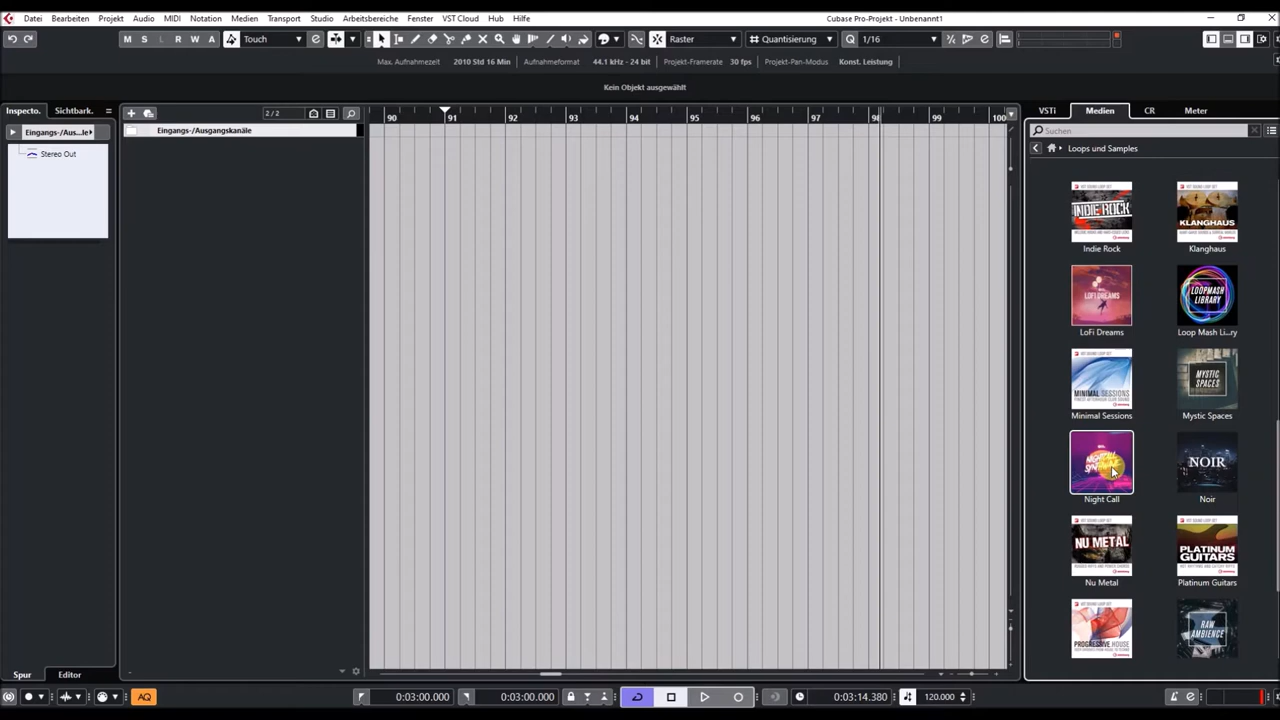 Datei Bearbeiten Projekt Audio MIDI Notation Medien Transport Studio Arbeitsbereiche Fenster VST Cloud Hub Hilfe Cubase Pro-Projekt - Unbenannt1
M S L R W A Touch Raster Quantisierung Q 1/16
Max. Aufnahmezeit 2010 Std 16 Min Aufnahmeformat 44.1 kHz - 24 bit Projekt-Framerate 30 fps Projekt-Pan-Modus Konst. Leistung
Kein Objekt ausgewählt
Inspecto. Sichtbark. 2 / 2 90 91 92 93 94 95 96 97 98 99 100 VSTi Medien CR Meter
Eingangs-/Aus...le Eingangs-/Ausgangskanäle Suchen
Stereo Out Loops und Samples
INDIE ROCK KLANGHAUS
Indie Rock Klanghaus
LOFI DREAMS LOOPMASH LIBRARY
LoFi Dreams Loop Mash Li...ry
MINIMAL SESSIONS MYSTIC SPACES
Minimal Sessions Mystic Spaces
NOIR
Night Call Noir
NU METAL PLATINUM GUITARS
Nu Metal Platinum Guitars
PROGRESSIVE HOUSE RAW AMBIENCE
Spur Editor
AQ 0:03:00.000 0:03:00.000 0:03:14.380 120.000